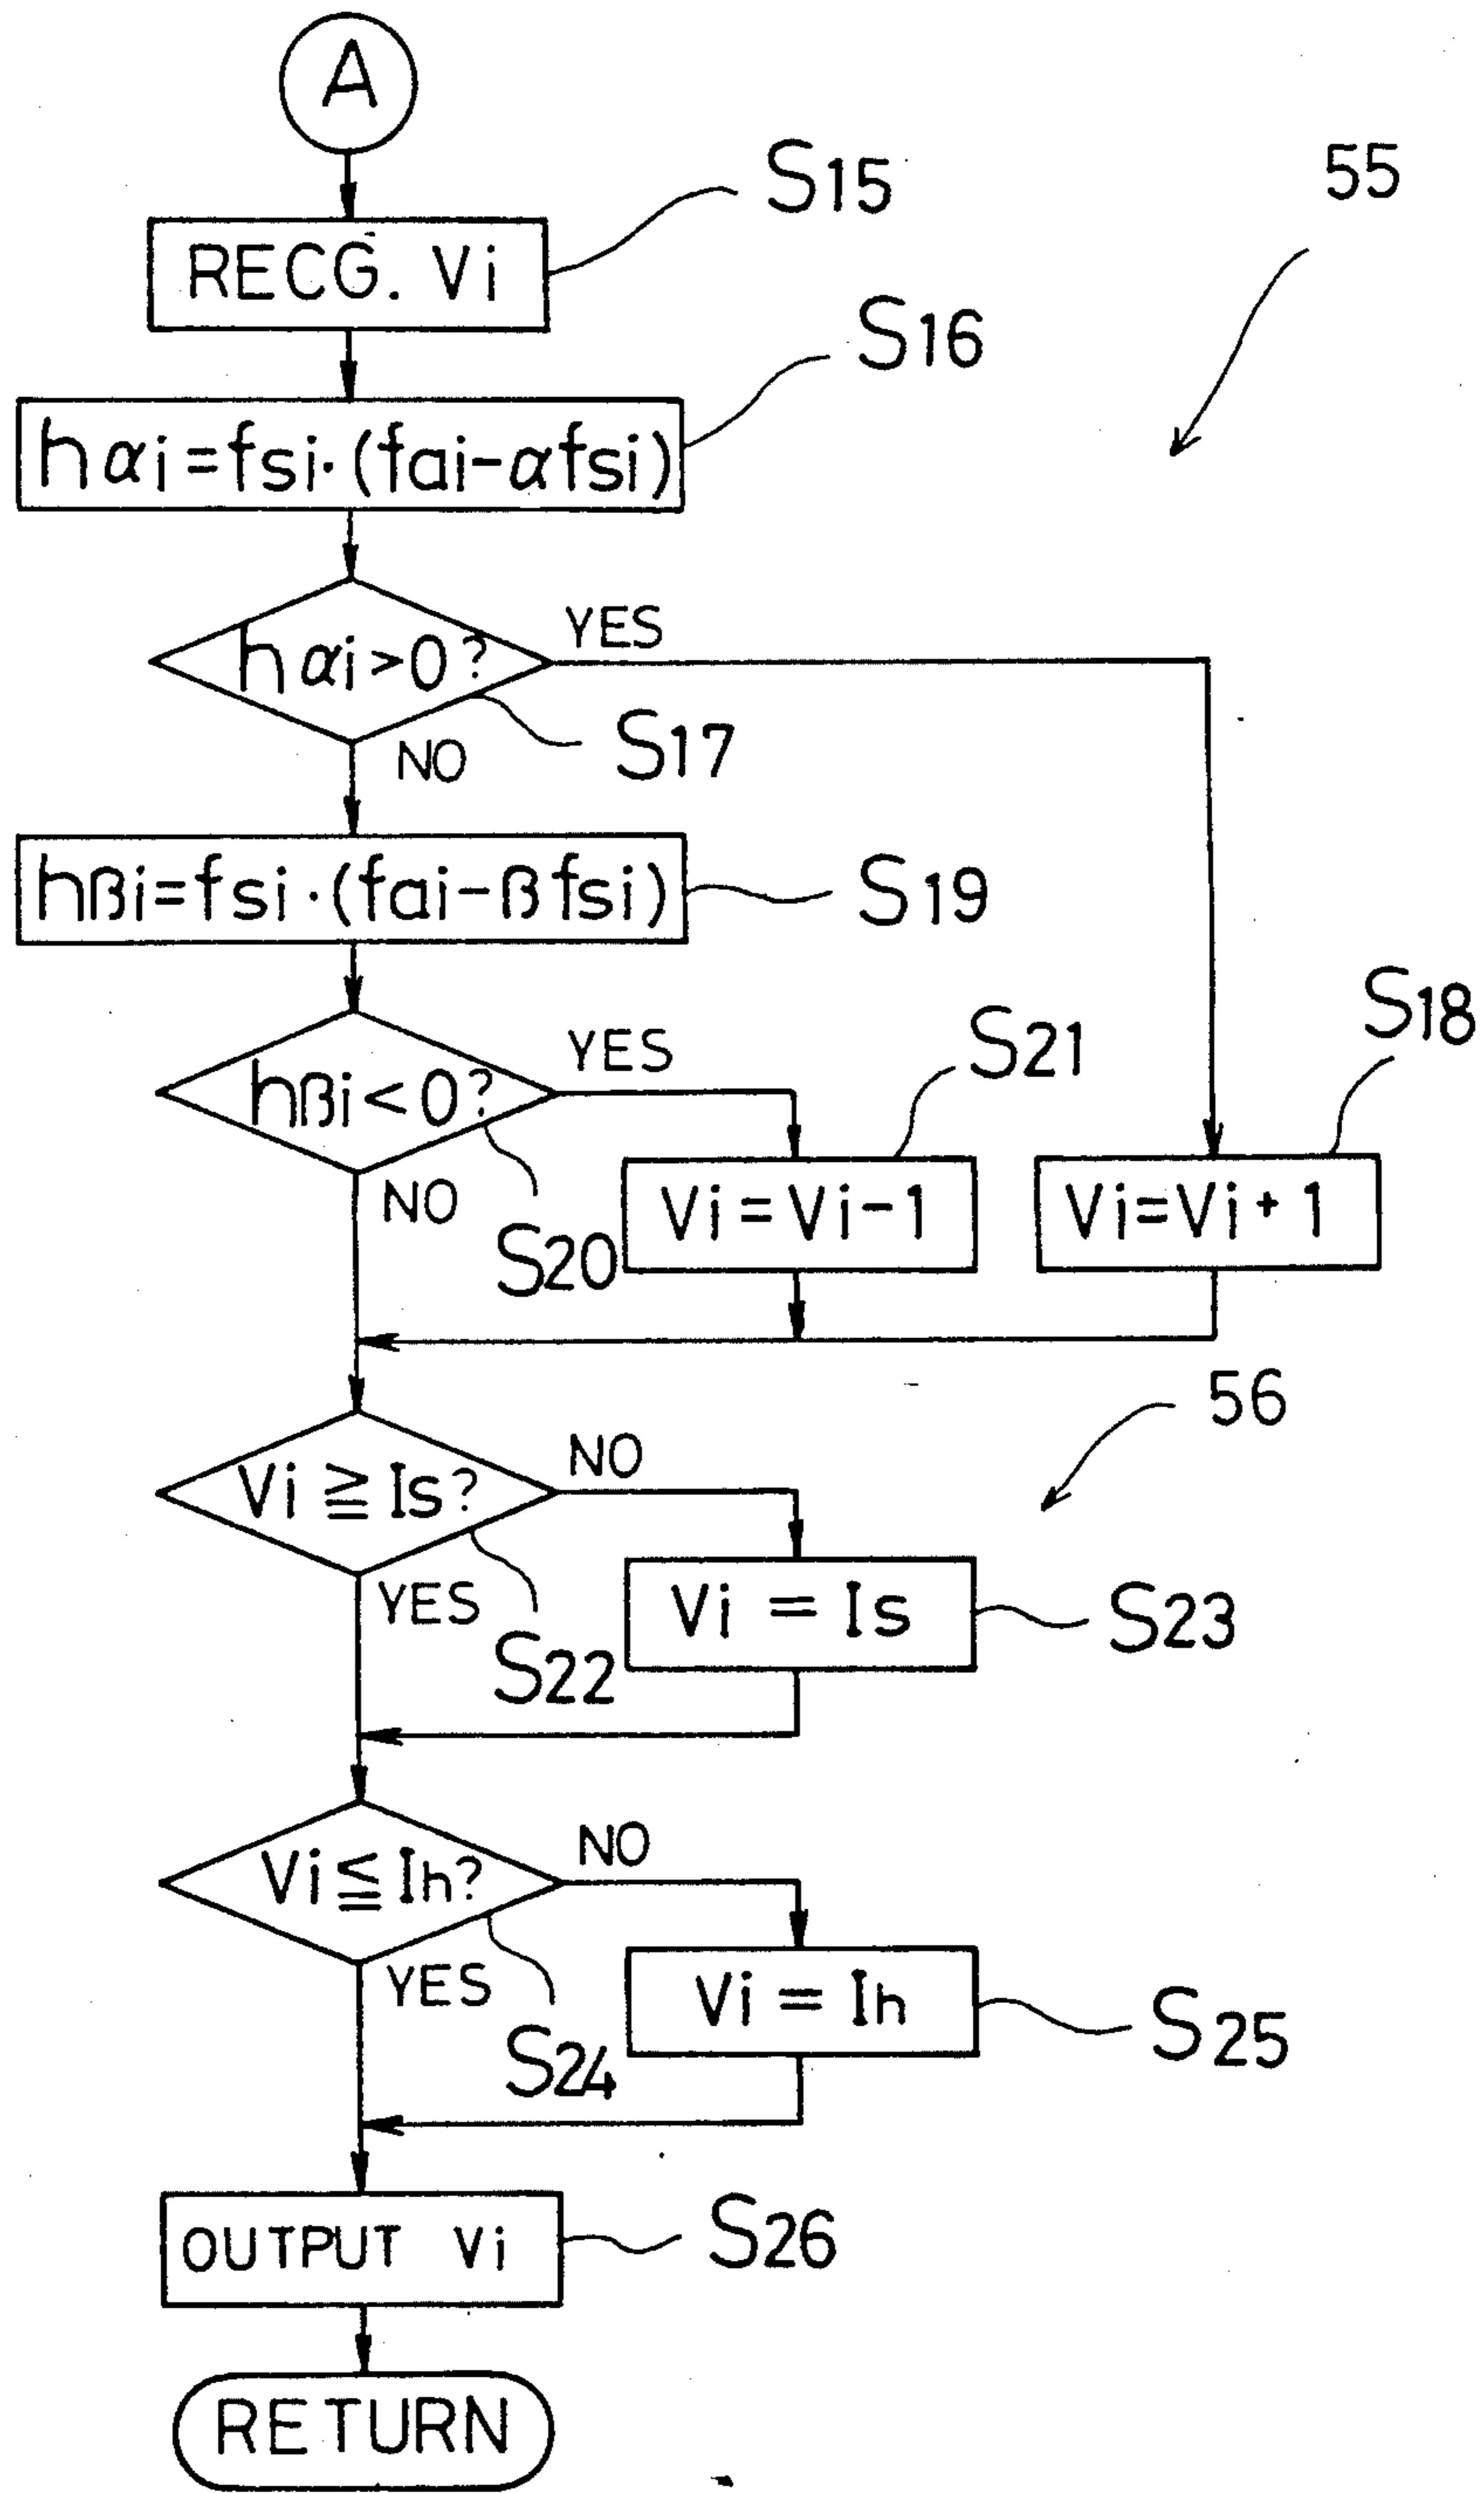 A
S15
55
RECG. Vi
S16
hαi=fsi·(fai-αfsi)
YES
hαi>0?
S17
NO
hβi=fsi·(fai-βfsi)
S19
S18
S21
YES
hβi<0?
NO
Vi=Vi-1
Vi=Vi+1
S20
56
NO
Vi≧Is?
YES
Vi=Is
S23
S22
NO
Vi≦Ih?
YES
Vi=Ih
S25
S24
OUTPUT Vi
S26
RETURN